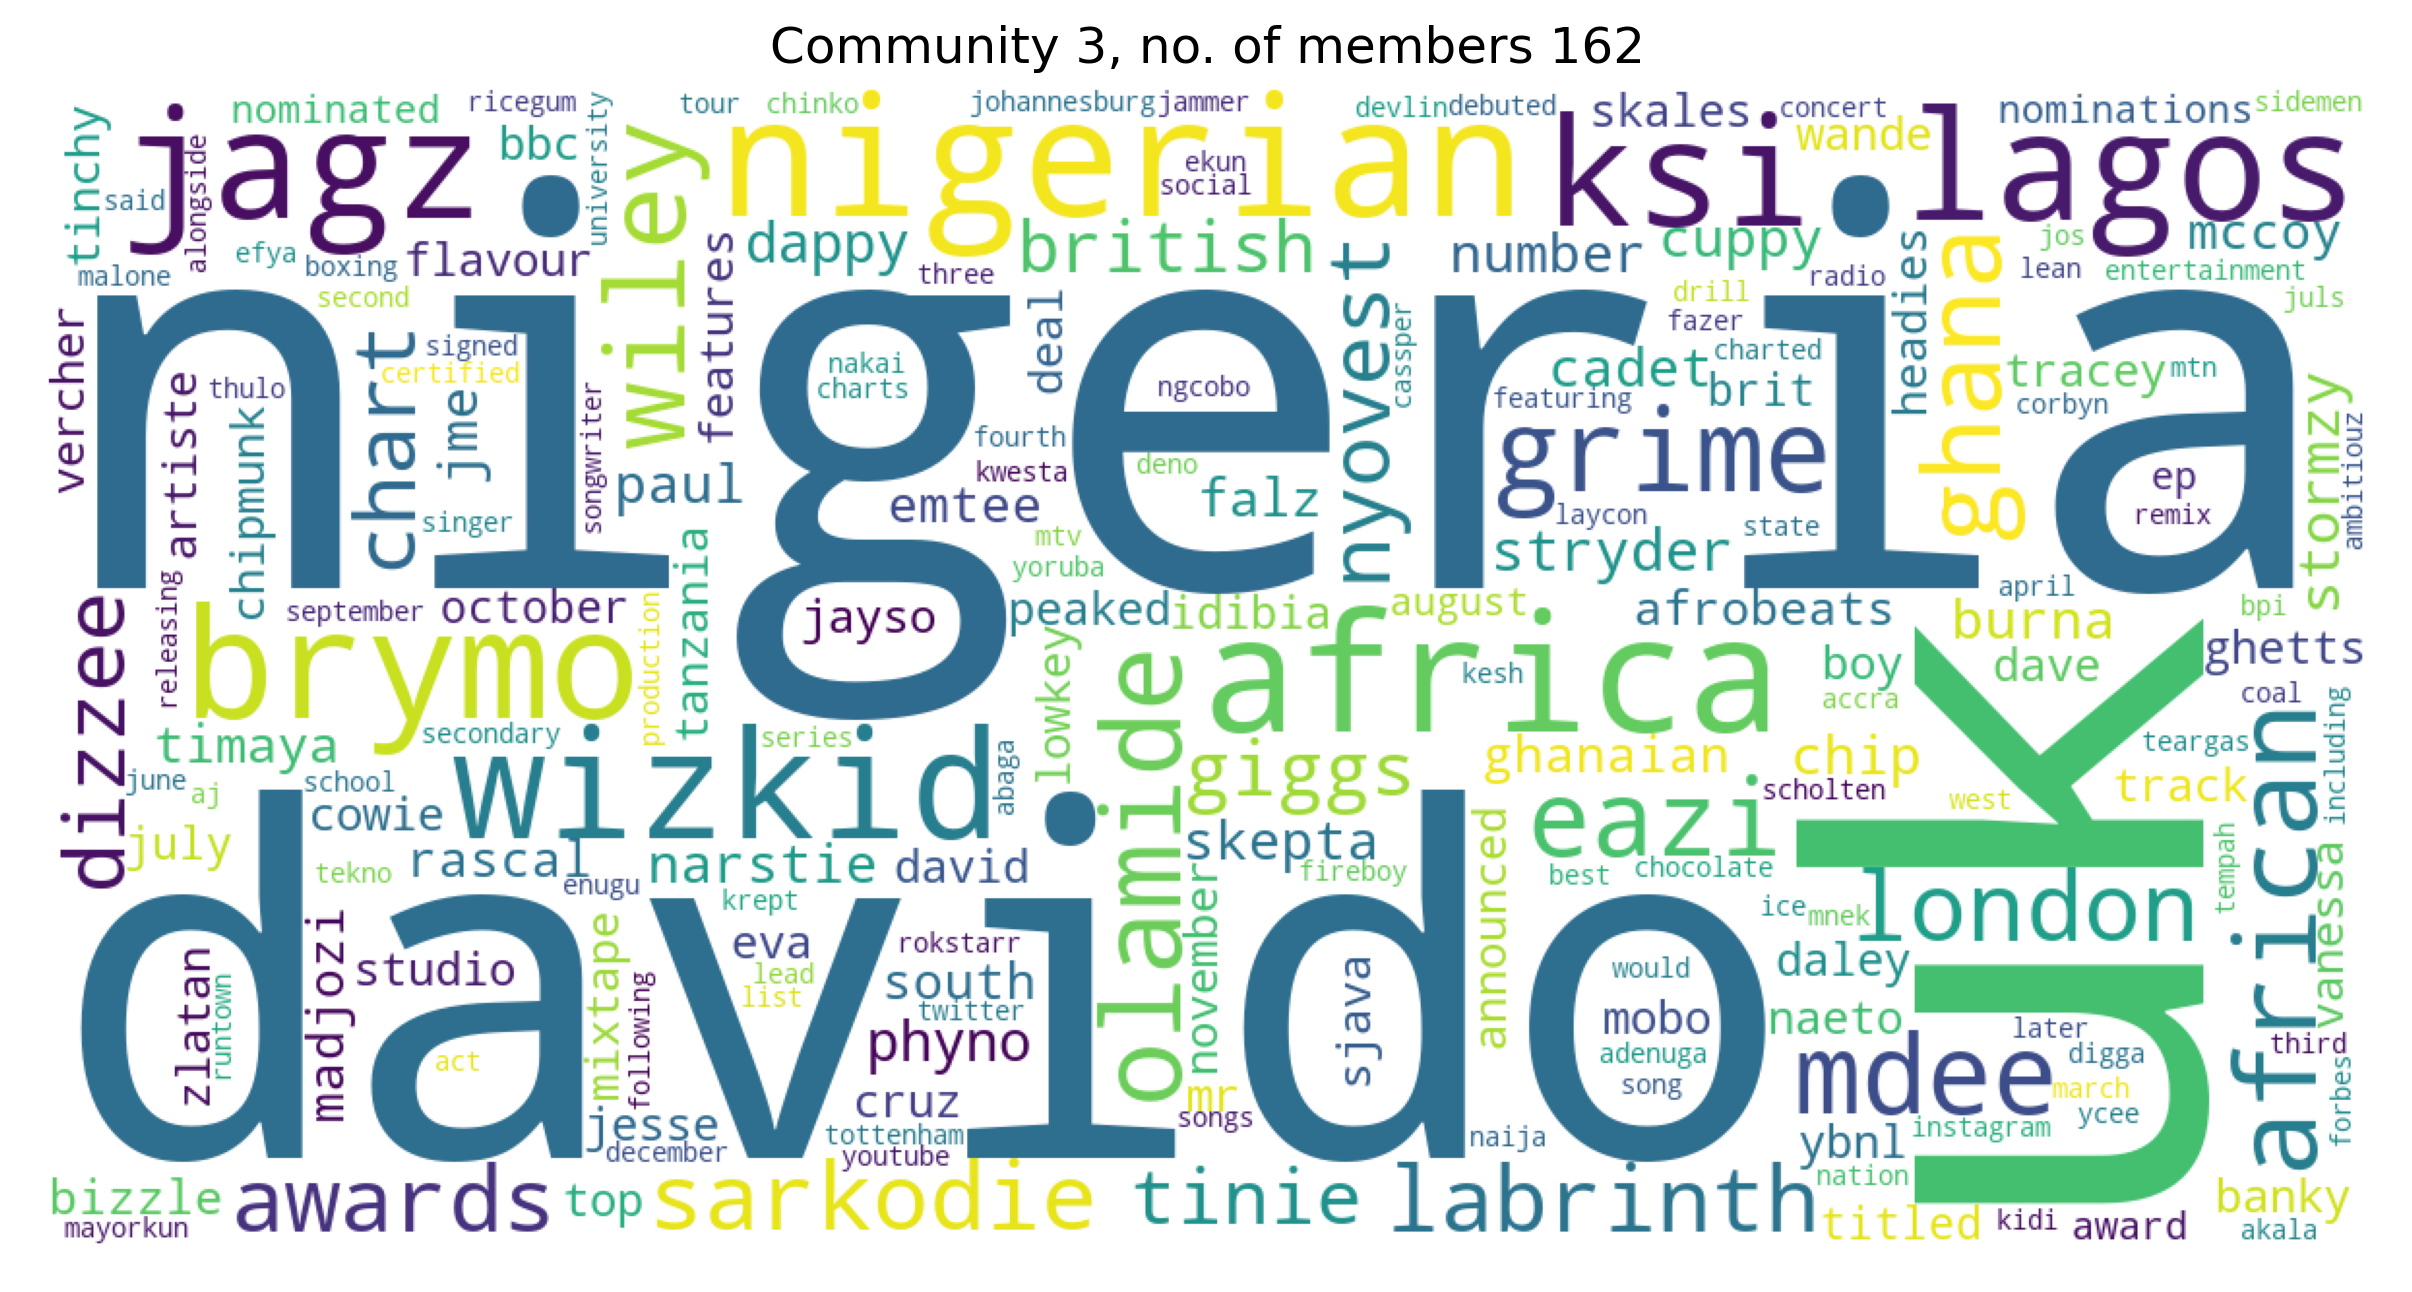 Community 3, no. of members 162
nominated
ricegum
university
tour
chinko
johannesburg
jammer
devlin
debuted
skales
concert
nominations
sidemen
tinchy
jagz
bbc
wiley
nigerian
ekun
social
ksi
wande
lagos
said
alongside
efya
boxing
flavour
features
dappy
three
british
nyovest
number
cuppy
radio
headies
ghana
jos
mccoy
lean
entertainment
juls
malone
second
vercher
nigeria
chart
signed
certified
thulo
artiste
chipmunk
jme
singer
songwriter
paul
nakai
charts
deal
ngcobo
cassper
drill
fazer
charted
cadet
brit
featuring
grime
tracey
mtn
corbyn
stormzy
ambitiouz
fourth
kwesta
deno
emtee
falz
laycon
state
stryder
ep
remix
mtv
yoruba
tanzania
dizzee
releasing
september
october
brymo
production
jayso
peaked
idibia
august
afrobeats
april
burna
bpi
lowkey
africa
kesh
boy
accra
dave
ghetts
coal
including
timaya
secondary
wizkid
series
abaga
olamide
giggs
ghanaian
chip
teargas
track
june
aj
school
cowie
july
eazi
scholten
west
african
uk
rascal
tekno
enugu
narstie
david
skepta
fireboy
announced
best
chocolate
london
tempah
vanessa
davido
krept
eva
rokstarr
lead
list
south
twitter
november
ice
mnek
daley
zlatan
runtown
madjozi
studio
mixtape
following
act
phyno
sjava
would
mobo
adenuga
song
naeto
later
digga
third
mdee
march
ycee
forbes
jesse
december
cruz
mr
songs
tottenham
youtube
naija
ybnl
instagram
nation
bizzle
mayorkun
awards
top
sarkodie
tinie
labrinth
titled
kidi
award
banky
akala